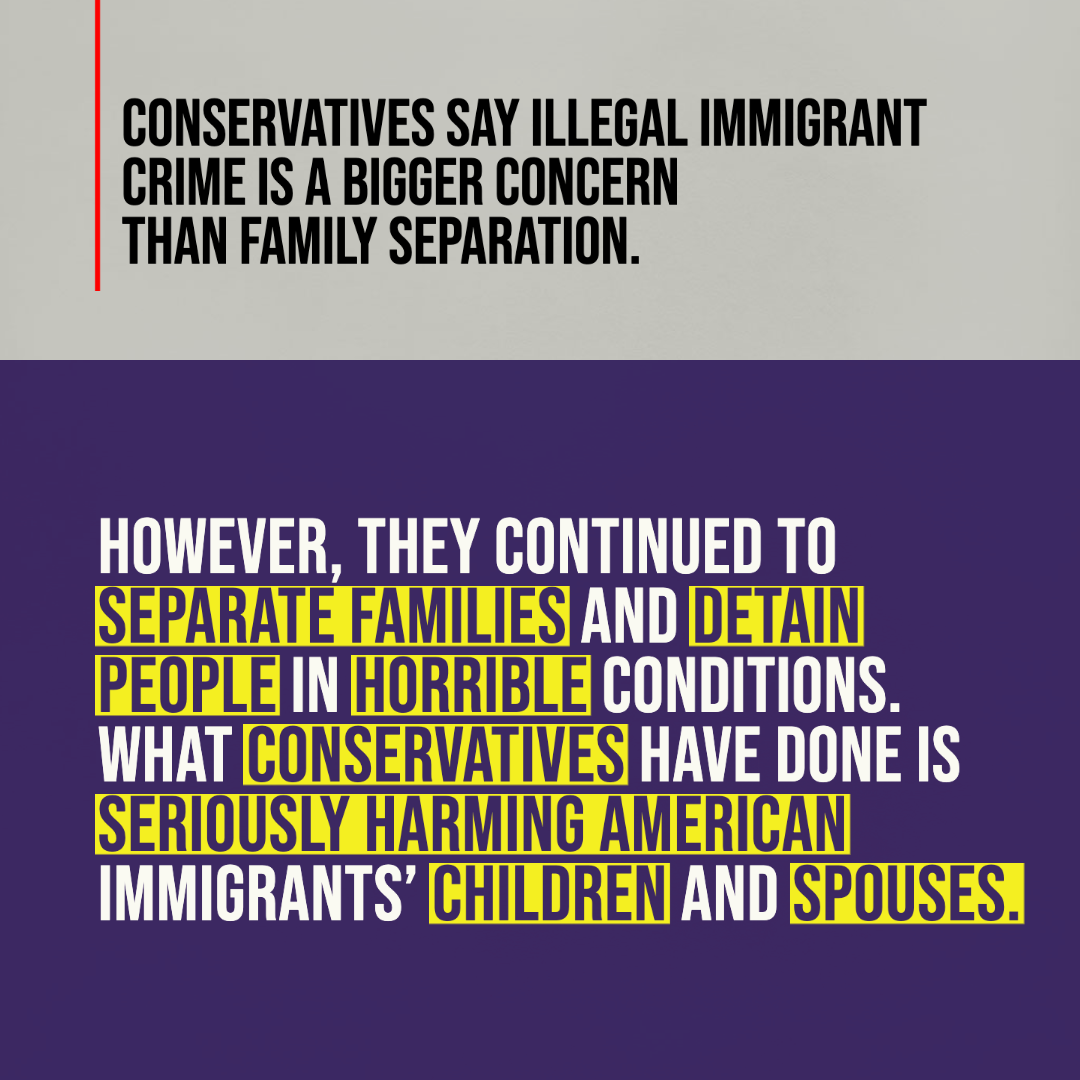 CONSERVATIVES SAY ILLEGAL IMMIGRANT
CRIME IS A BIGGER CONCERN
THAN FAMILY SEPARATION.
HOWEVER, THEY CONTINUED TO
SEPARATE FAMILIES AND DETAIN
PEOPLE IN HORRIBLE CONDITIONS.
WHAT CONSERVATIVES HAVE DONE IS
SERIOUSLY HARMING AMERICAN
IMMIGRANTS’ CHILDREN AND SPOUSES.